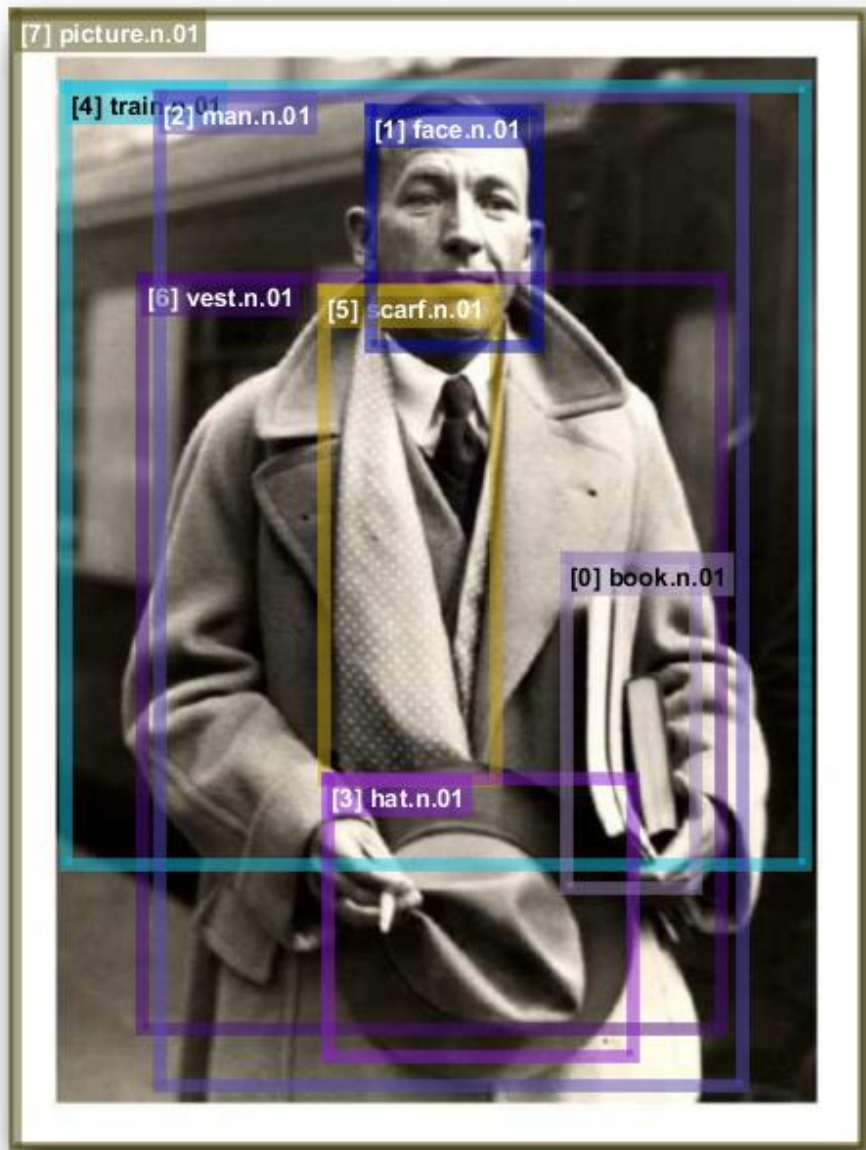 [7] picture.n.01
[4] train.n.01
[2] man.n.01
[1] face.n.01
[6] vest.n.01
[5] scarf.n.01
[0] book.n.01
[3] hat.n.01